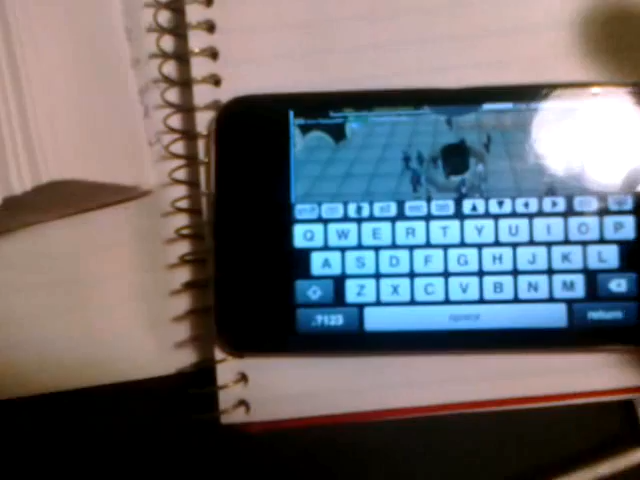 Q W E R T Y U I O P
A S D F G H J K L
Z X C V B N M
.?123 space return